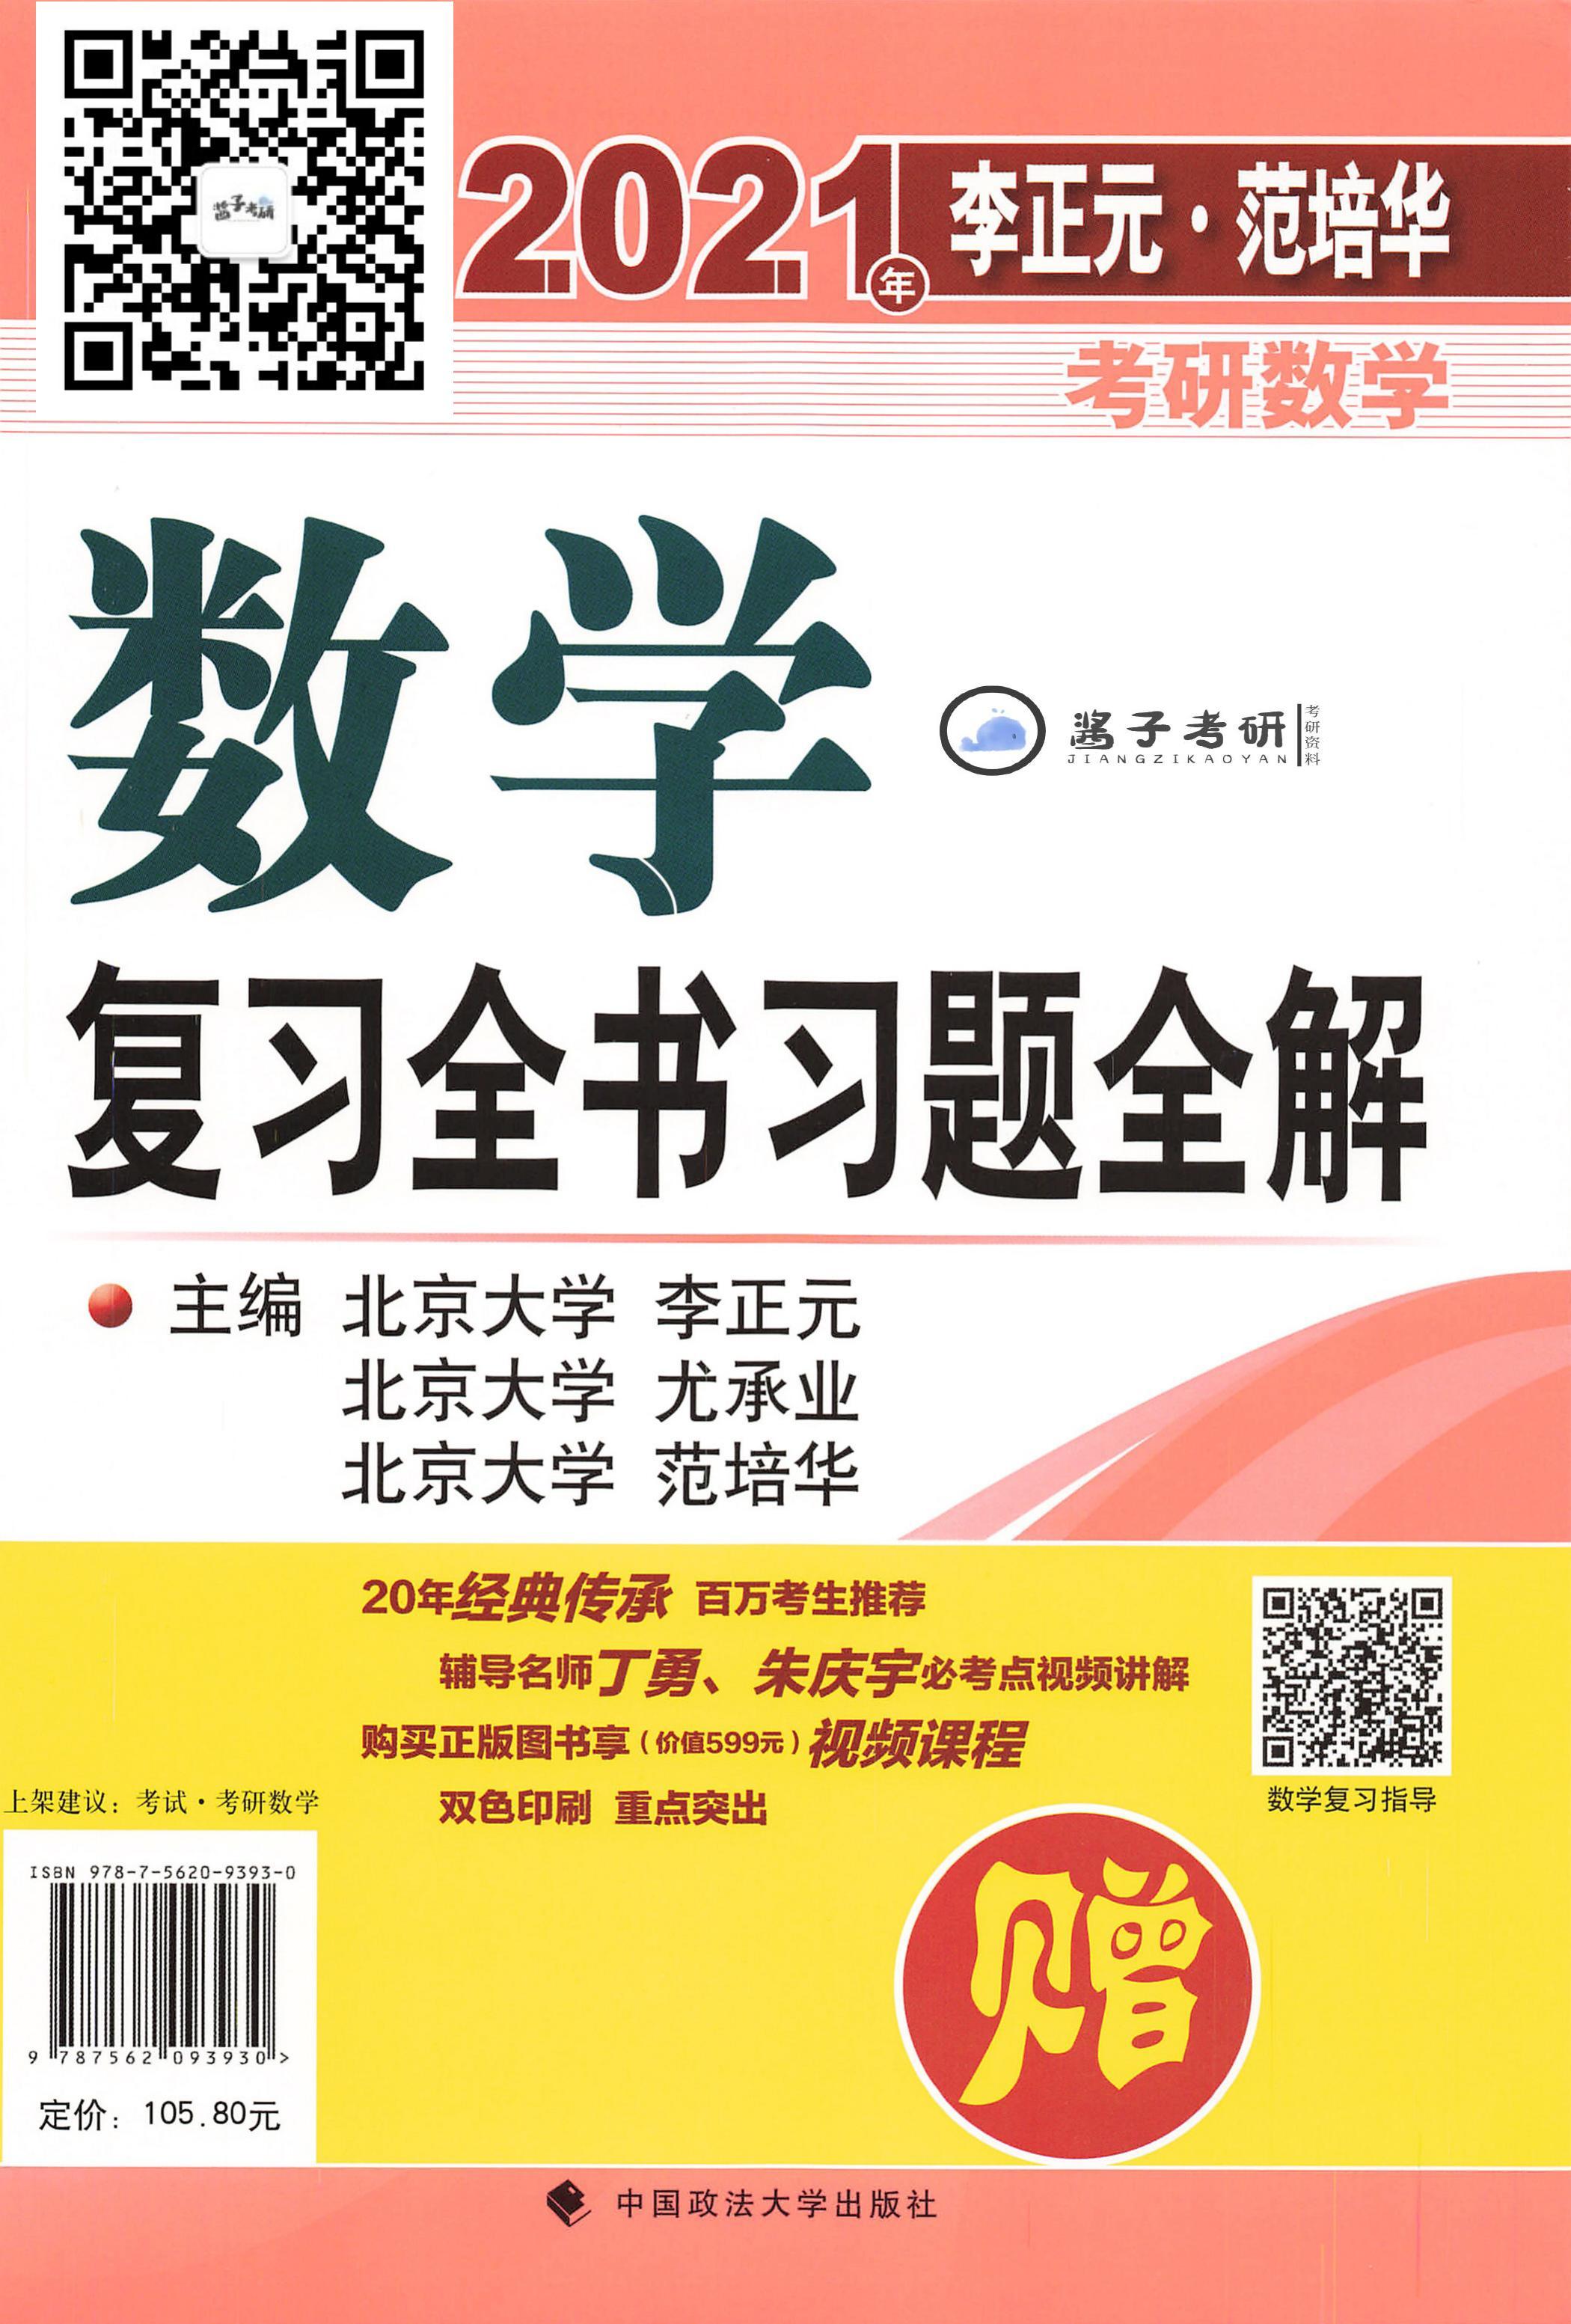 酱子考研
2021年 李正元·范培华
考研数学
数学
酱子考研
JIANGZIKAOYAN
考研资料
复习全书习题全解
主编 北京大学 李正元
北京大学 尤承业
北京大学 范培华
20年经典传承 百万考生推荐
辅导名师丁勇、朱庆宇必考点视频讲解
购买正版图书享(价值599元)视频课程
双色印刷 重点突出
数学复习指导
上架建议：考试·考研数学
ISBN 978-7-5620-9393-0
9 787562 093930 >
定价：105.80元
赠
中国政法大学出版社